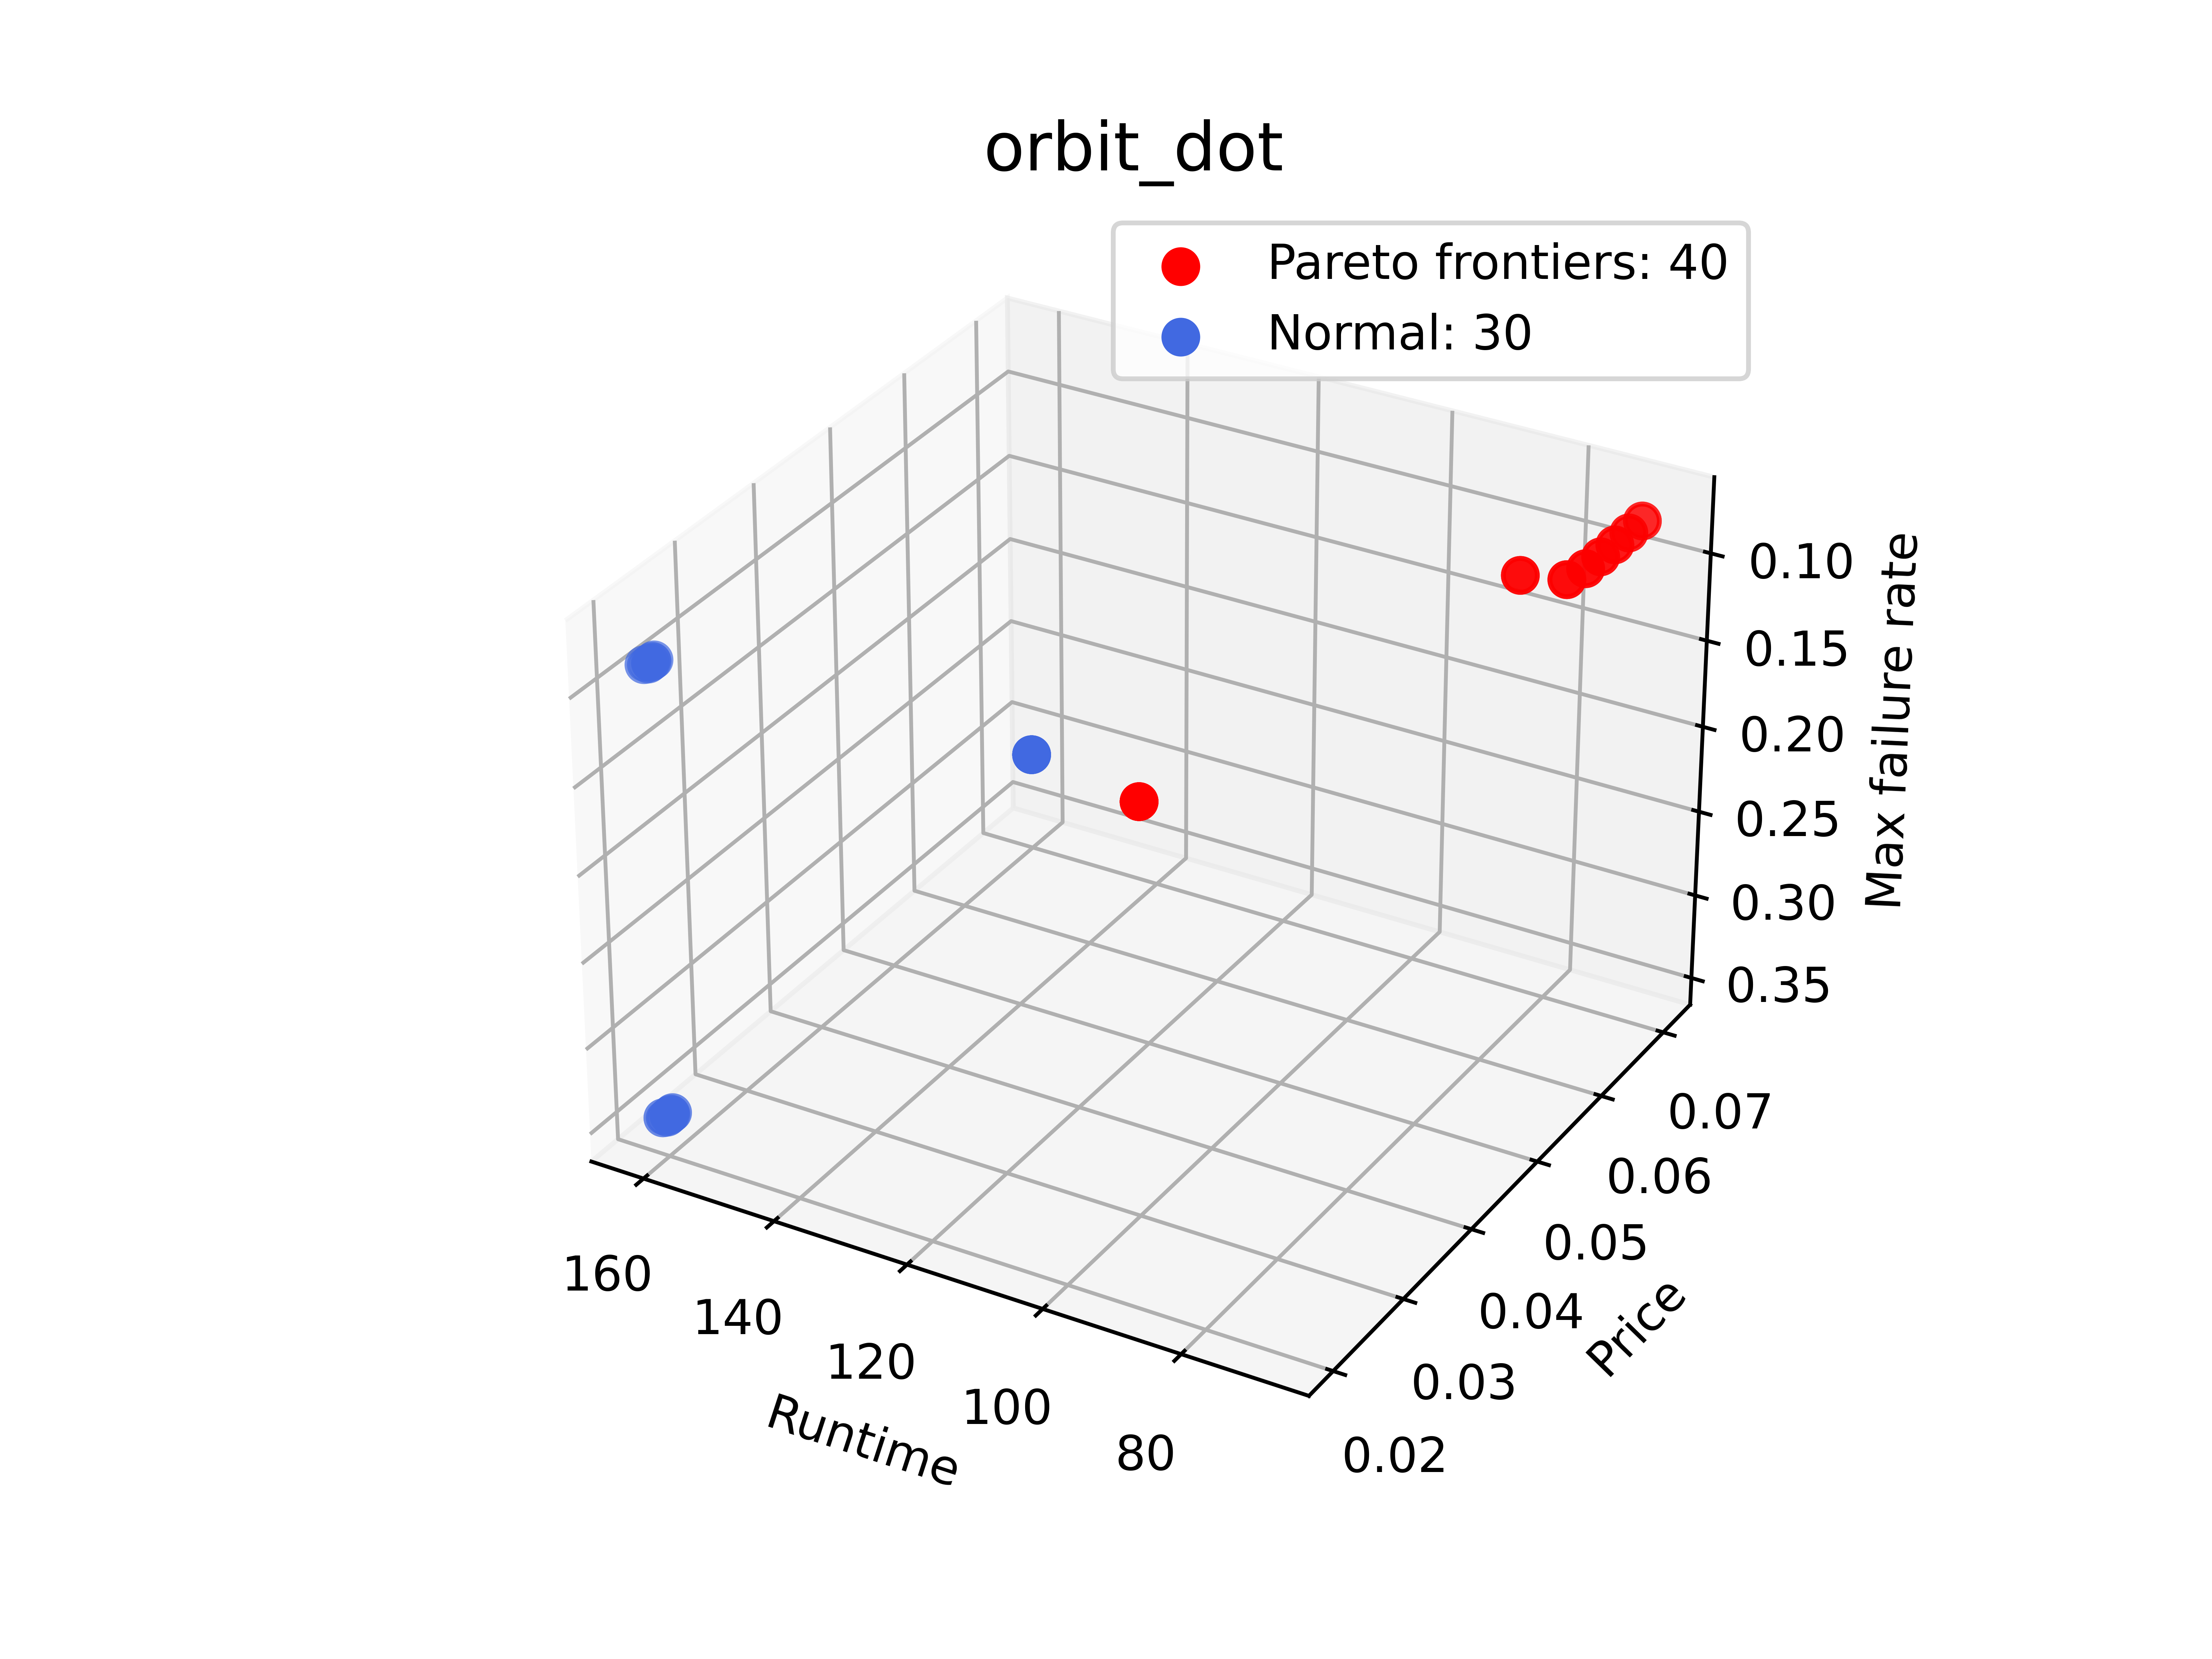 orbit_dot
Pareto frontiers: 40
Normal: 30
0.10
0.15
0.20
0.25
0.30
0.35
Max failure rate
0.07
0.06
0.05
0.04
0.03
0.02
Price
160
140
120
100
80
Runtime